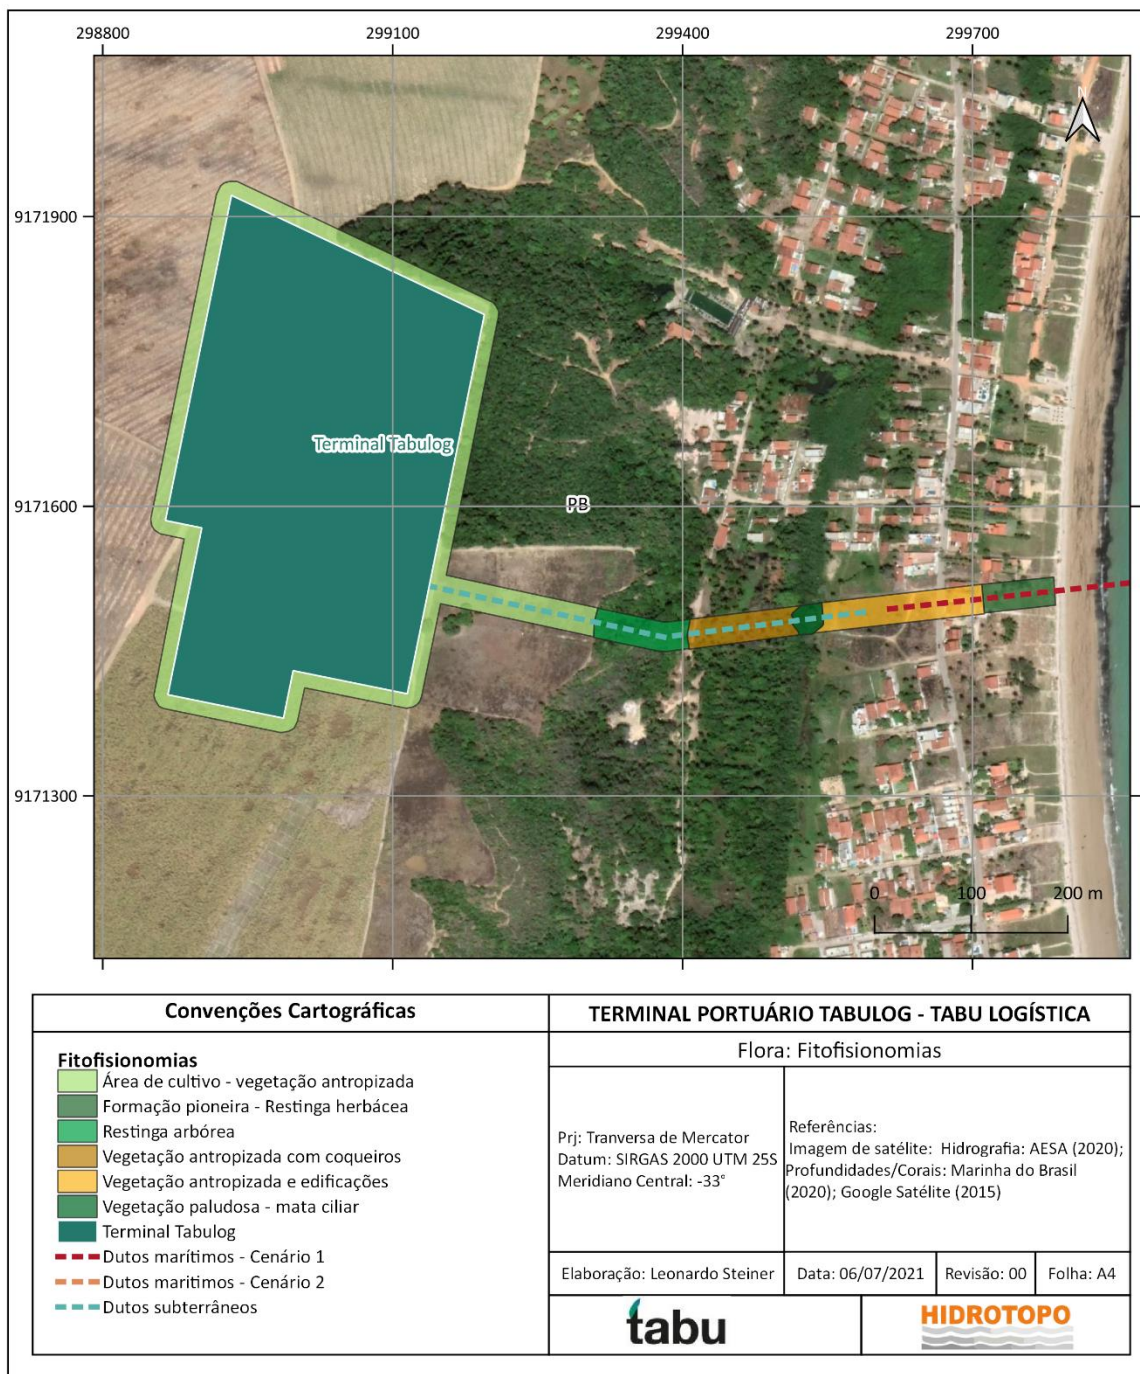 298800 299100 299400 299700
N
9171900
Terminal Tabulog
9171600
PB
9171300
0 100 200 m
Convenções Cartográficas
Fitofisionomias
Área de cultivo - vegetação antropizada
Formação pioneira - Restinga herbácea
Restinga arbórea
Vegetação antropizada com coqueiros
Vegetação antropizada e edificações
Vegetação paludosa - mata ciliar
Terminal Tabulog
Dutos marítimos - Cenário 1
Dutos maritimos - Cenário 2
Dutos subterrâneos
TERMINAL PORTUÁRIO TABULOG - TABU LOGÍSTICA
Flora: Fitofisionomias
Prj: Tranversa de Mercator
Datum: SIRGAS 2000 UTM 25S
Meridiano Central: -33°
Referências:
Imagem de satélite: Hidrografia: AESA (2020);
Profundidades/Corais: Marinha do Brasil
(2020); Google Satélite (2015)
Elaboração: Leonardo Steiner
Data: 06/07/2021
Revisão: 00
Folha: A4
tabu
HIDROTOPO